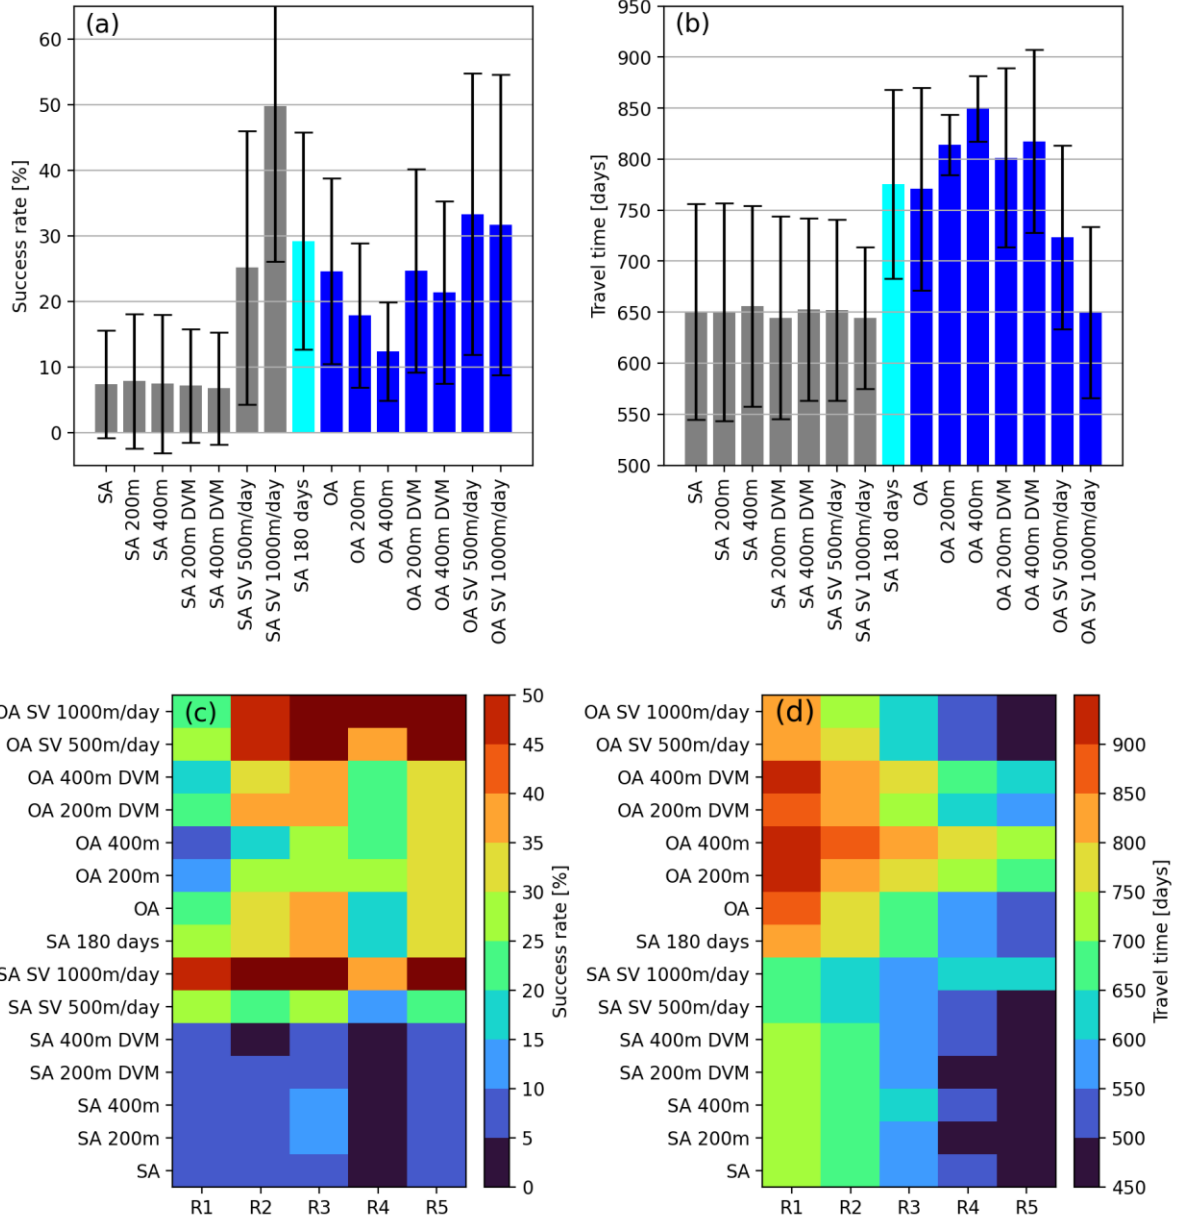 (a)
Success rate [%]
60
50
40
30
20
10
0
SA
SA 200m
SA 400m
SA 200m DVM
SA 400m DVM
SA SV 500m/day
SA SV 1000m/day
SA 180 days
OA
OA 200m
OA 400m
OA 200m DVM
OA 400m DVM
OA SV 500m/day
OA SV 1000m/day
(b)
Travel time [days]
950
900
850
800
750
700
650
600
550
500
SA
SA 200m
SA 400m
SA 200m DVM
SA 400m DVM
SA SV 500m/day
SA SV 1000m/day
SA 180 days
OA
OA 200m
OA 400m
OA 200m DVM
OA 400m DVM
OA SV 500m/day
OA SV 1000m/day
(c)
OA SV 1000m/day
OA SV 500m/day
OA 400m DVM
OA 200m DVM
OA 400m
OA 200m
OA
SA 180 days
SA SV 1000m/day
SA SV 500m/day
SA 400m DVM
SA 200m DVM
SA 400m
SA 200m
SA
R1 R2 R3 R4 R5
50
45
40
35
30
25
20
15
10
5
0
Success rate [%]
(d)
OA SV 1000m/day
OA SV 500m/day
OA 400m DVM
OA 200m DVM
OA 400m
OA 200m
OA
SA 180 days
SA SV 1000m/day
SA SV 500m/day
SA 400m DVM
SA 200m DVM
SA 400m
SA 200m
SA
R1 R2 R3 R4 R5
900
850
800
750
700
650
600
550
500
450
Travel time [days]